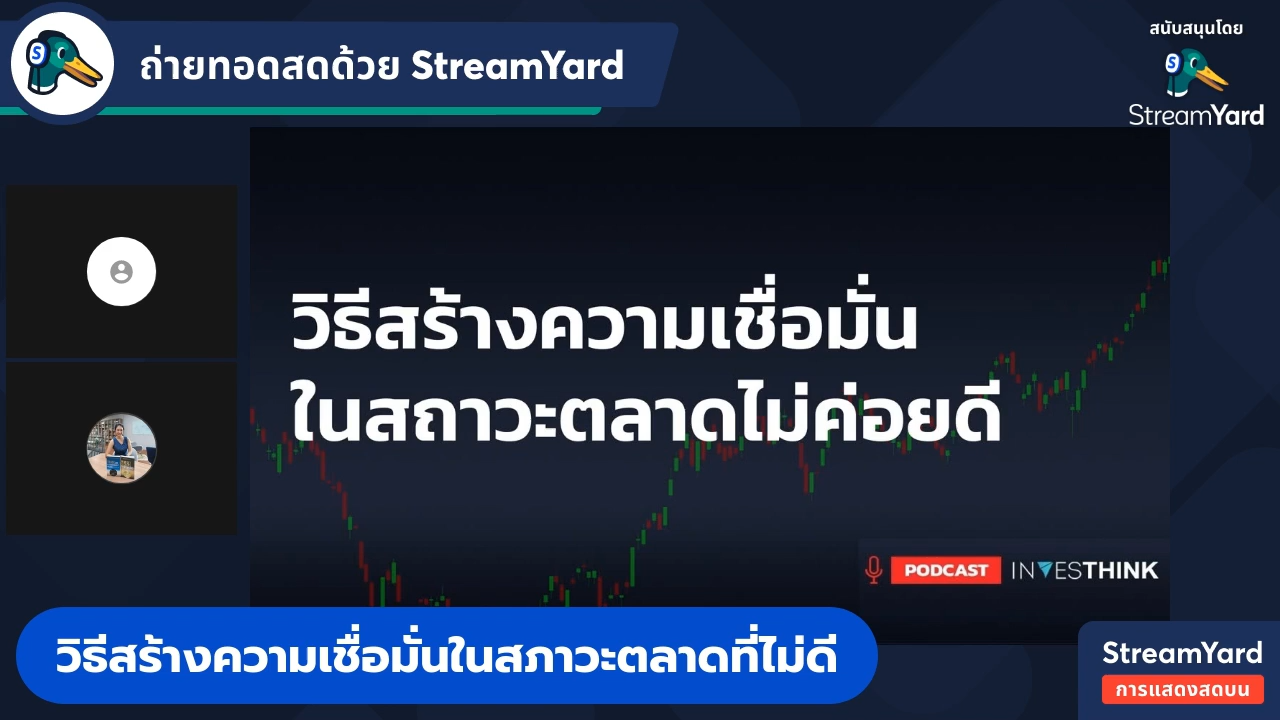 ถ่ายทอดสดด้วย StreamYard
สนับสนุนโดย
StreamYard
วิธีสร้างความเชื่อมั่น
ในสถาวะตลาดไม่ค่อยดี
PODCAST INVESTHINK
วิธีสร้างความเชื่อมั่นในสภาวะตลาดที่ไม่ดี
StreamYard
การแสดงสดบน